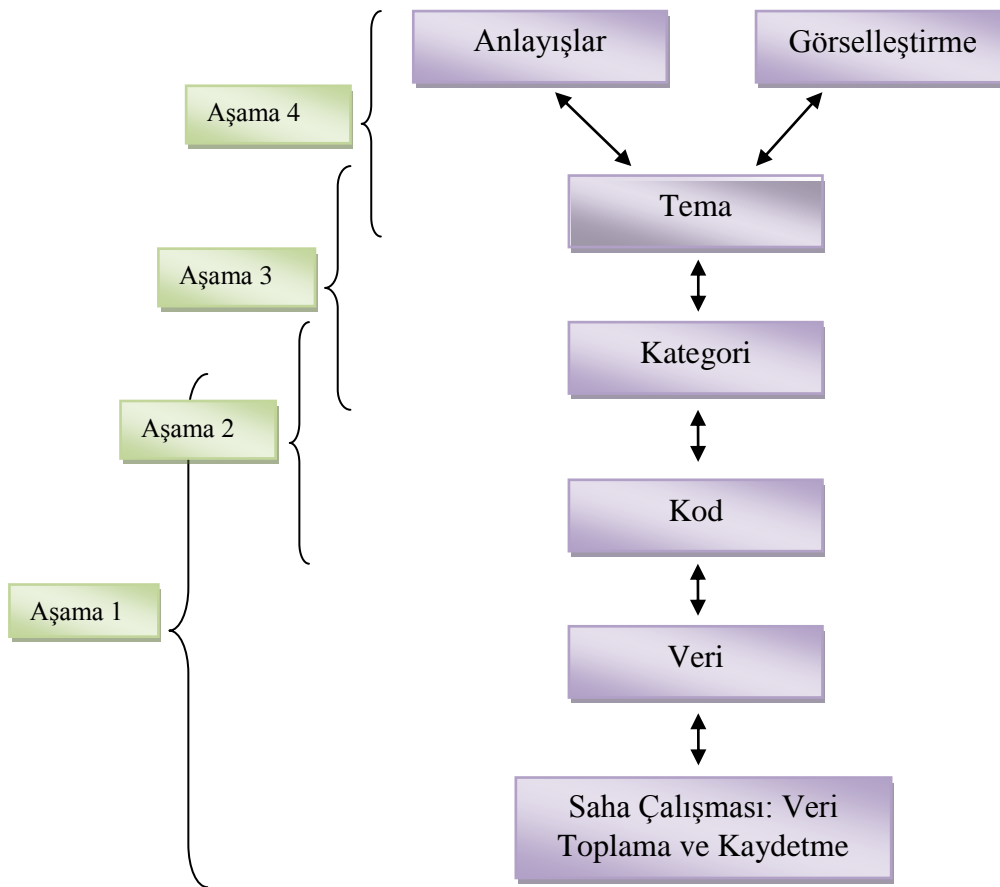 Anlayışlar
Görselleştirme
Aşama 4
Tema
Aşama 3
Kategori
Aşama 2
Kod
Aşama 1
Veri
Saha Çalışması: Veri
Toplama ve Kaydetme